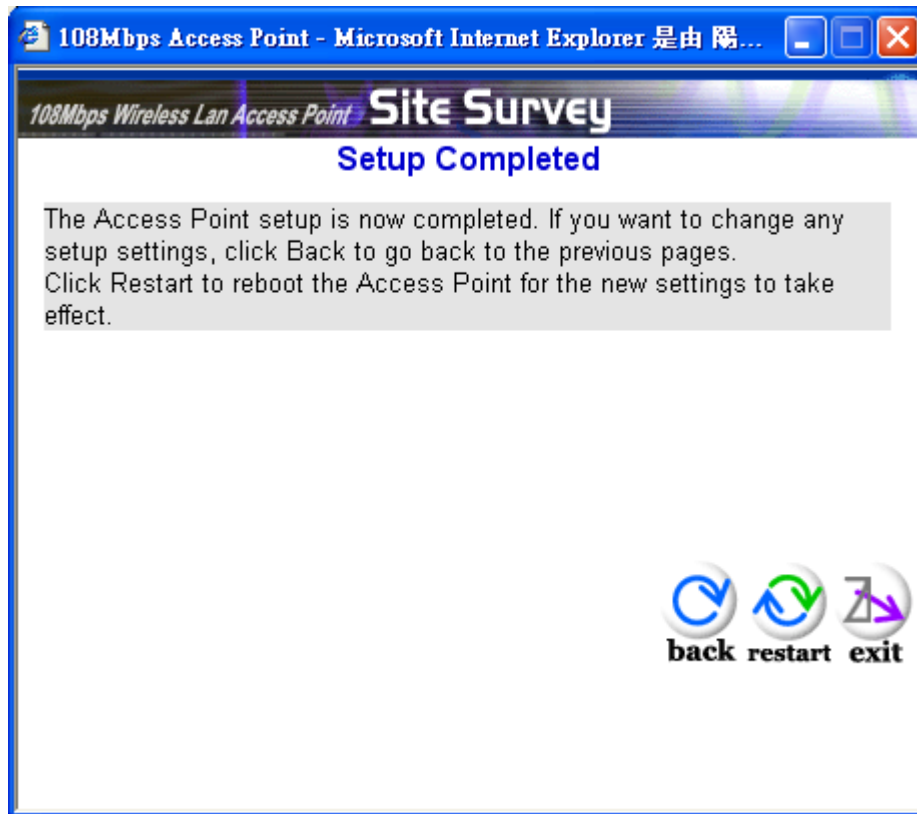 108Mbps Access Point - Microsoft Internet Explorer 是由 陽...
108Mbps Wireless Lan Access Point Site Survey
Setup Completed
The Access Point setup is now completed. If you want to change any
setup settings, click Back to go back to the previous pages.
Click Restart to reboot the Access Point for the new settings to take
effect.
back restart exit